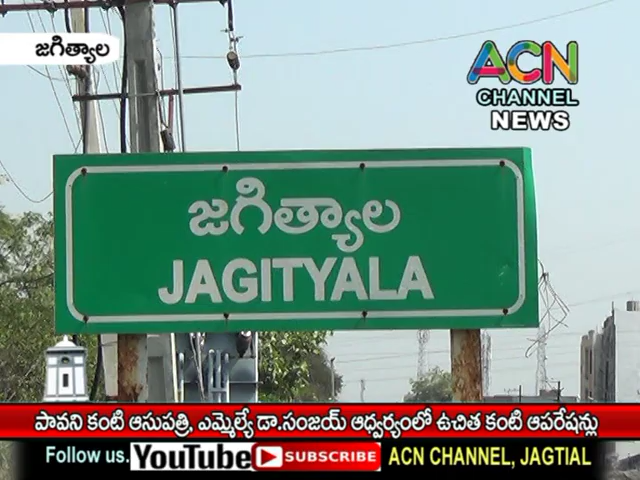 జగిత్యాల
ACN
CHANNEL
NEWS
జగిత్యాల
JAGITYALA
పావని కంటి ఆసుపత్రి, ఎమ్మెల్యే డా.సంజయ్ ఆధ్వర్యంలో ఉచిత కంటి ఆపరేషన్లు
Follow us. YouTube SUBSCRIBE ACN CHANNEL, JAGTIAL